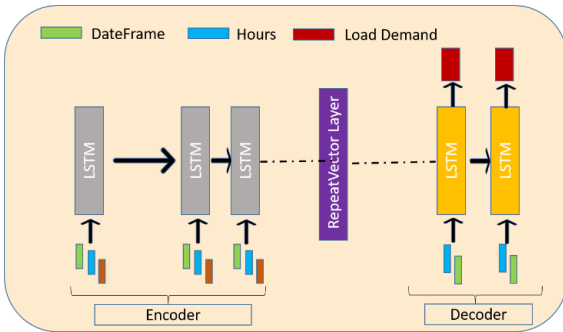 DateFrame
Hours
Load Demand
LSTM
LSTM
LSTM
RepeatVector Layer
LSTM
LSTM
Encoder
Decoder